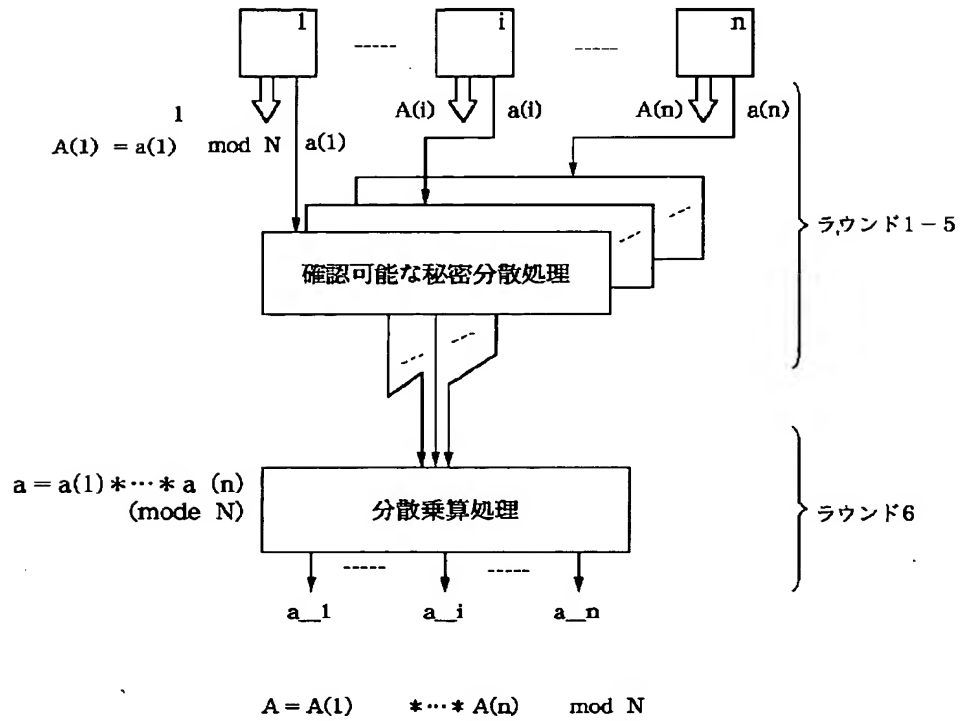 1 ----- i ----- n
A(i) a(i) A(n) a(n)
1
A(1) = a(1) mod N a(1)
ラウンド1-5
確認可能な秘密分散処理
a = a(1) *…* a (n)
(mode N)
分散乗算処理
ラウンド6
a_1 a_i a_n
A = A(1) *…* A(n) mod N